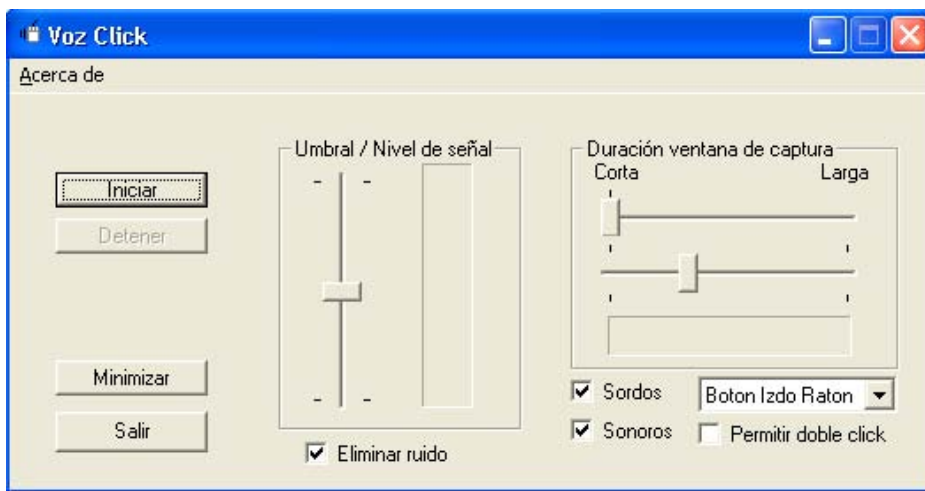 Voz Click
Acerca de
Umbral / Nivel de señal
Duración ventana de captura
Corta Larga
Iniciar
Detener
Minimizar
Salir
Eliminar ruido
Sordos
Boton Izdo Raton
Sonoros
Permitir doble click